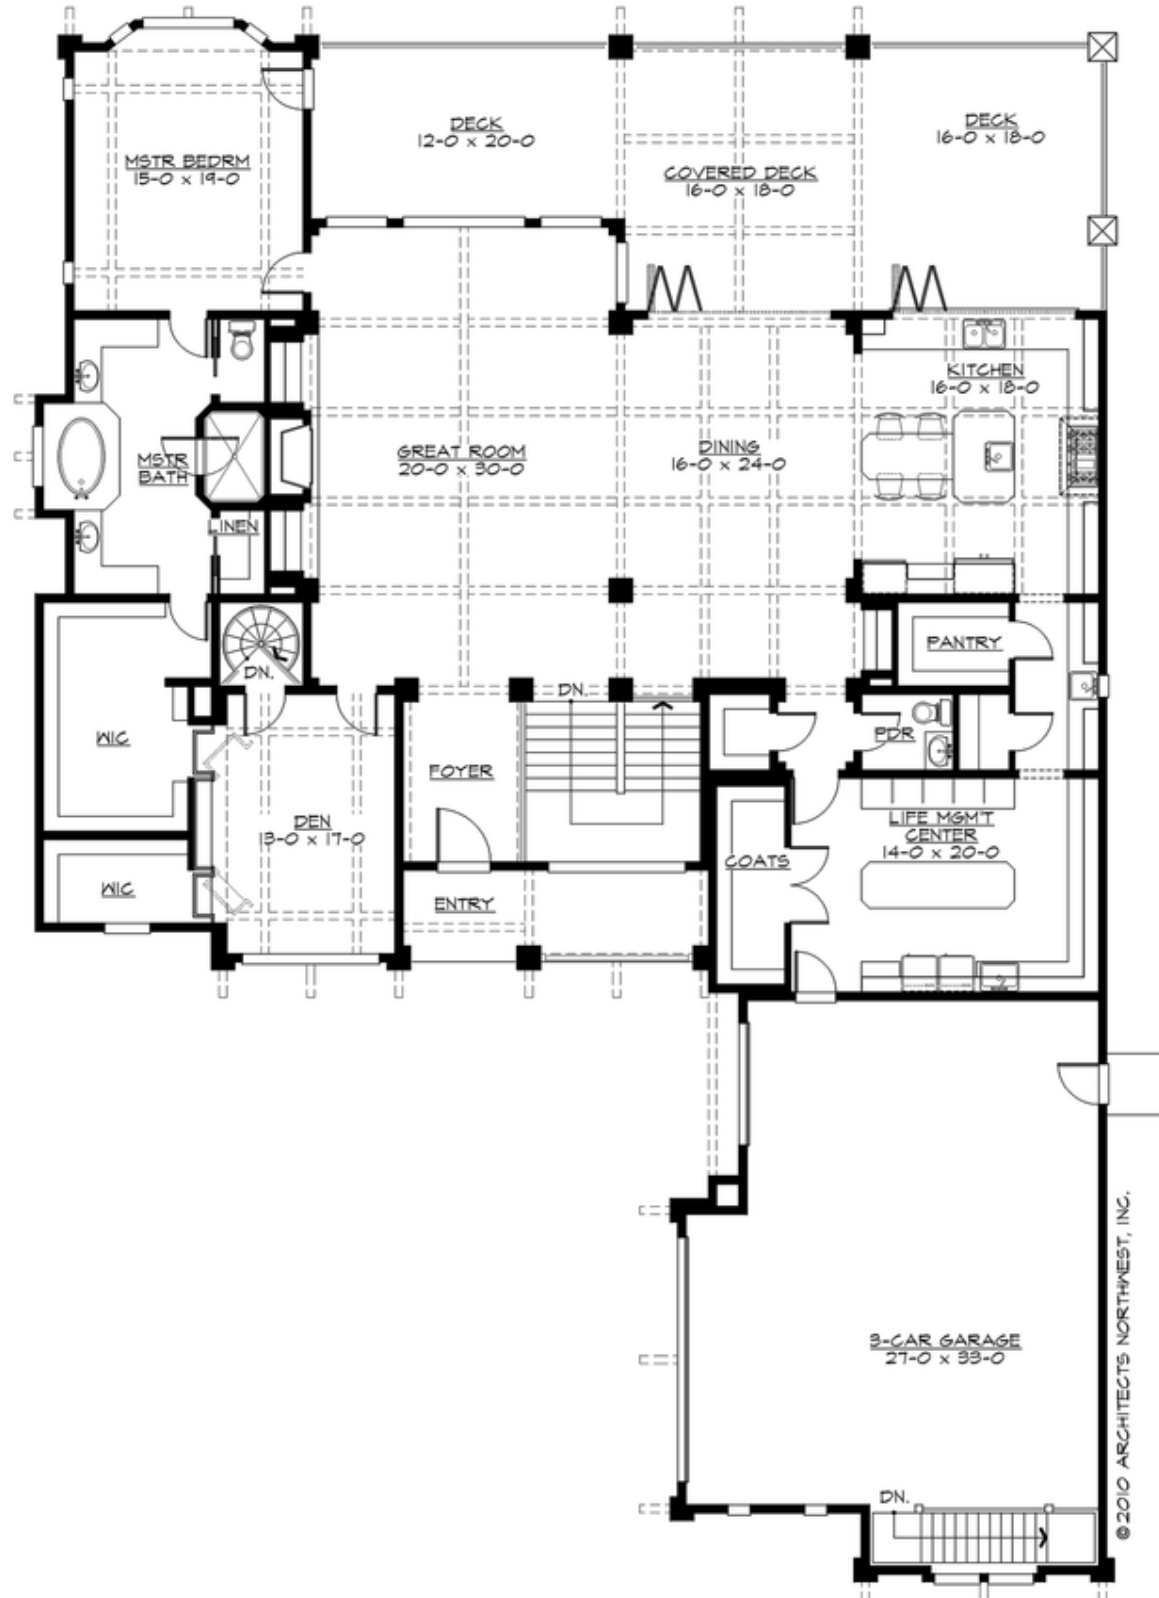 DECK
12-0 x 20-0
DECK
16-0 x 18-0
MSTR BEDRM
15-0 x 19-0
COVERED DECK
16-0 x 18-0
KITCHEN
16-0 x 18-0
GREAT ROOM
20-0 x 30-0
DINING
16-0 x 24-0
MSTR
BATH
LINEN
PANTRY
DN.
DN.
WIC
PDR
FOYER
DEN
13-0 x 17-0
LIFE MGM'T
CENTER
14-0 x 20-0
COATS
WIC
ENTRY
3-CAR GARAGE
27-0 x 33-0
DN.
©2010 ARCHITECTS NORTHWEST, INC.